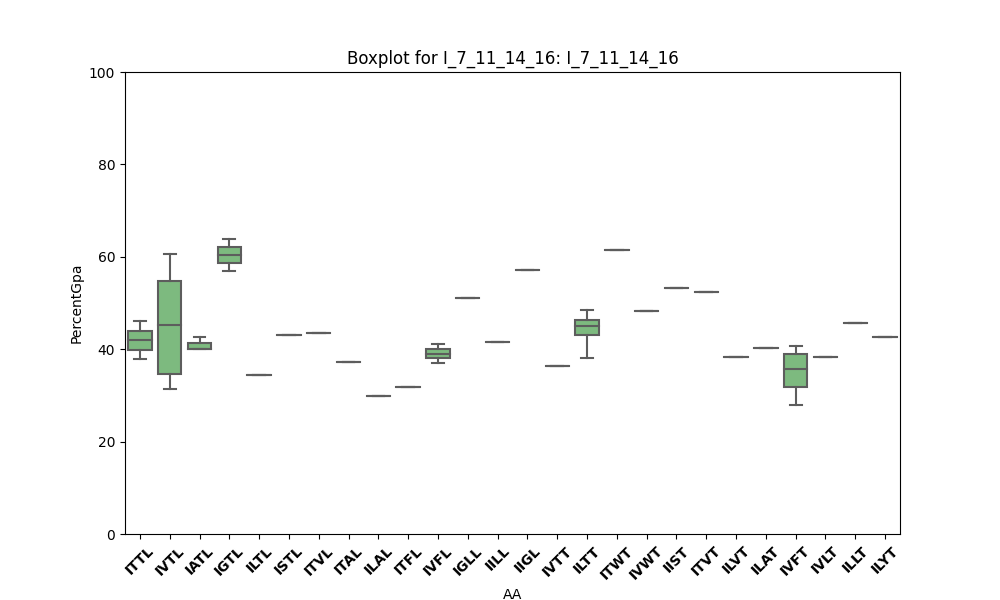 Boxplot for I_7_11_14_16: I_7_11_14_16
100
80
60
40
20
0
PercentGpa
ITTL IVTL IATL IGTL ILTL ISTL ITVL ITAL ILAL ITFL IVFL IGLL IILL IIGL IVTT ILTT ITWT IVWT IIST ITVT ILVT ILAT IVFT IVLT ILLT ILYT
AA